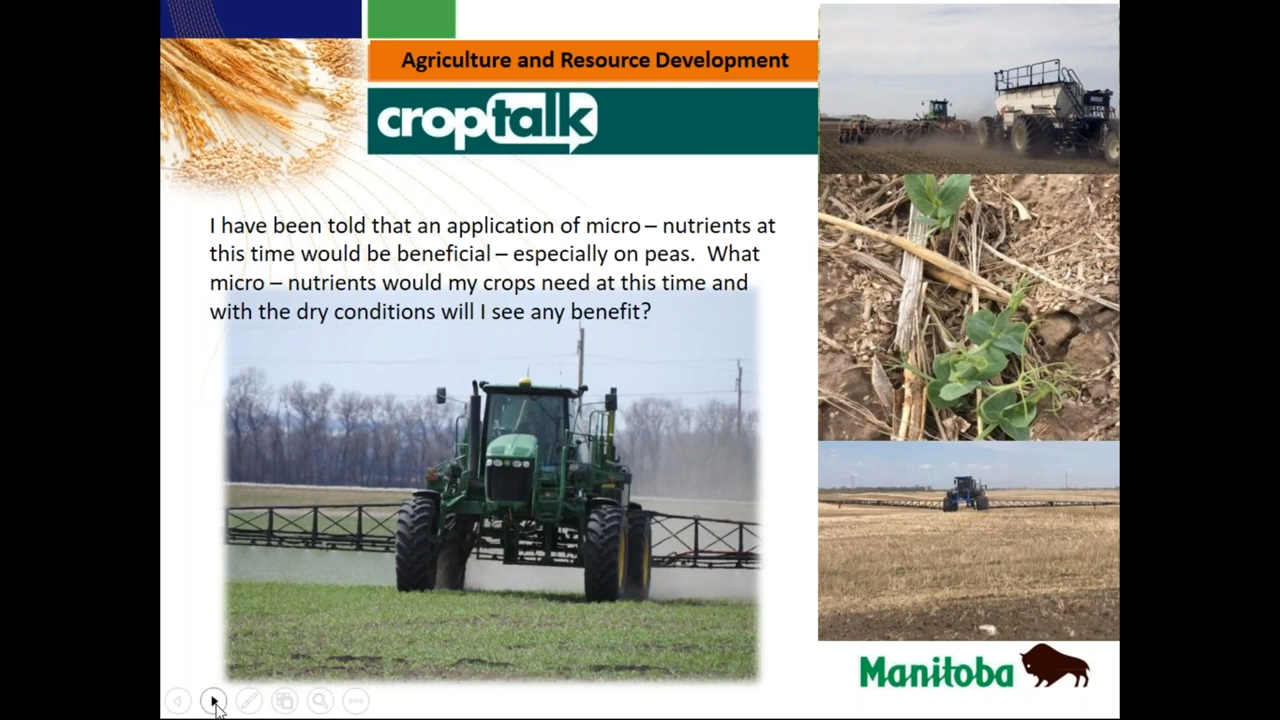 Agriculture and Resource Development
croptalk
I have been told that an application of micro – nutrients at
this time would be beneficial – especially on peas.  What
micro – nutrients would my crops need at this time and
with the dry conditions will I see any benefit?
Manitoba